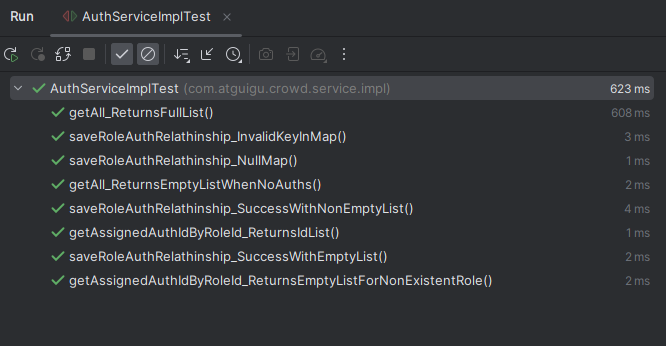 Run AuthServiceImplTest ×
AuthServiceImplTest (com.atguigu.crowd.service.impl) 623 ms
getAll_ReturnsFullList() 608 ms
saveRoleAuthRelathinship_InvalidKeyInMap() 3 ms
saveRoleAuthRelathinship_NullMap() 1 ms
getAll_ReturnsEmptyListWhenNoAuths() 2 ms
saveRoleAuthRelathinship_SuccessWithNonEmptyList() 4 ms
getAssignedAuthIdByRoleId_ReturnsIdList() 1 ms
saveRoleAuthRelathinship_SuccessWithEmptyList() 2 ms
getAssignedAuthIdByRoleId_ReturnsEmptyListForNonExistentRole() 2 ms